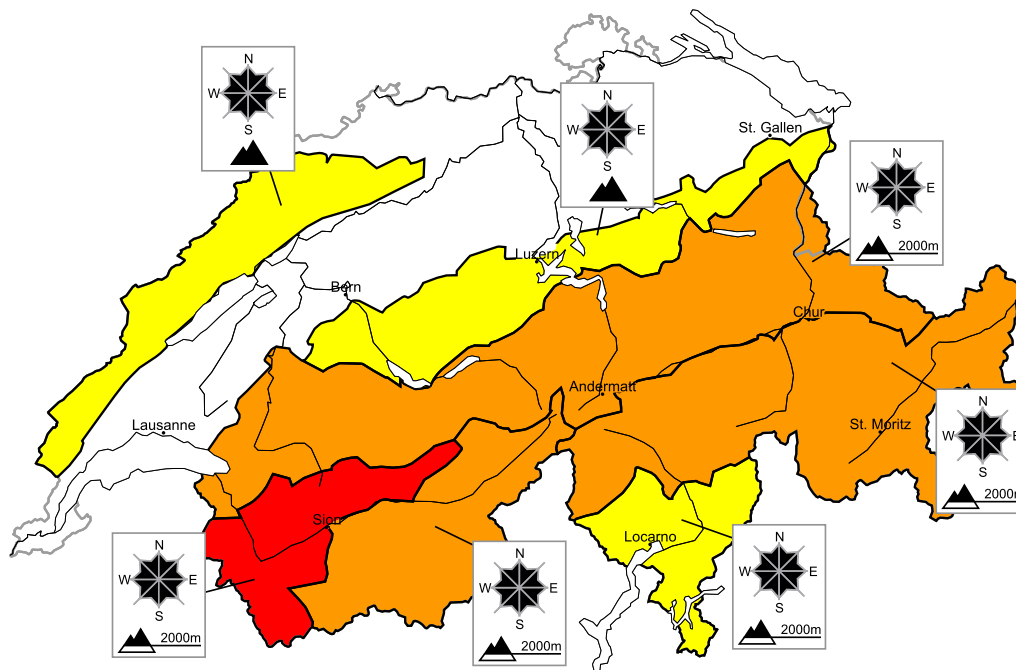 N
W E
S
N
W E
S
St. Gallen
N
W E
S
2000m
Luzern
Bern
Chur
Andermatt
N
W E
S
2000m
Lausanne
St. Moritz
Sion
Locarno
N
W E
S
2000m
N
W E
S
2000m
N
W E
S
2000m